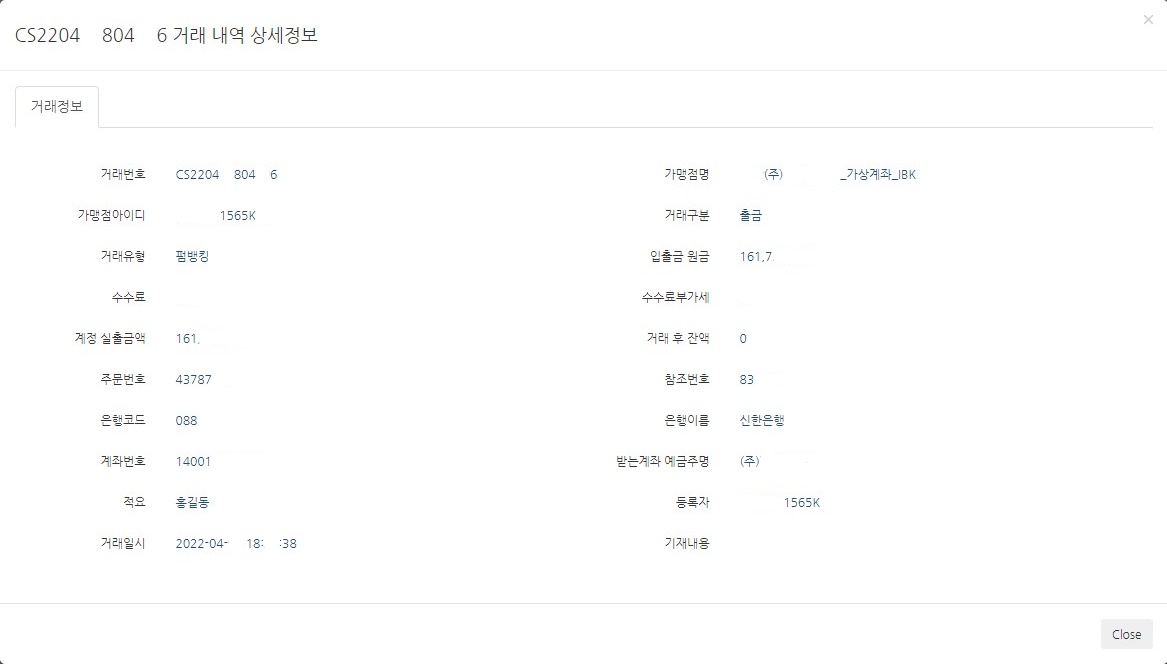 CS2204 804 6 거래 내역 상세정보
거래정보
거래번호 CS2204 804 6 가맹점명 (주) _가상계좌_IBK
가맹점아이디 1565K 거래구분 출금
거래유형 펌뱅킹 입출금 원금 161,7
수수료 수수료부가세
계정 실출금액 161, 거래 후 잔액 0
주문번호 43787 참조번호 83
은행코드 088 은행이름 신한은행
계좌번호 14001 받는계좌 예금주명 (주)
적요 홍길동 등록자 1565K
거래일시 2022-04- 18: :38 기재내용
Close